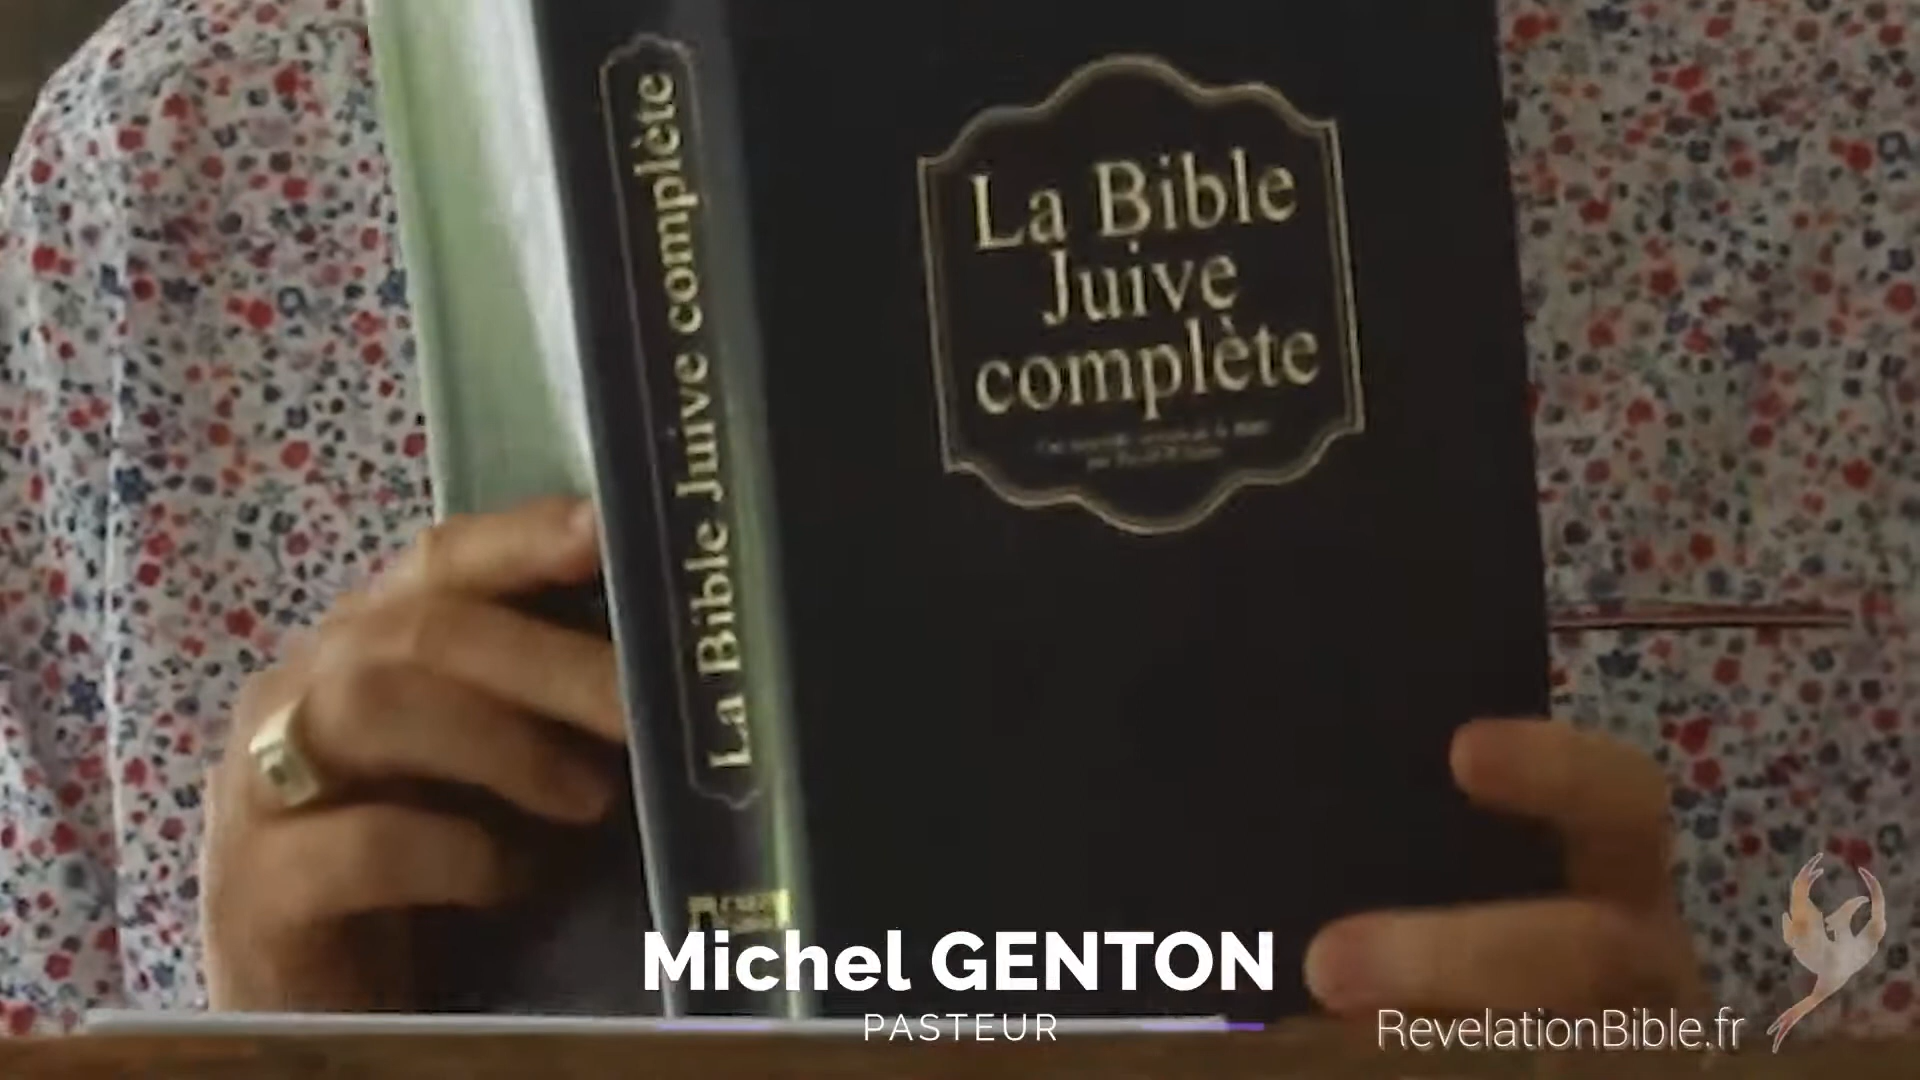 La Bible Juive complète
La Bible
Juive
complète
Michel GENTON
PASTEUR
RevelationBible.fr